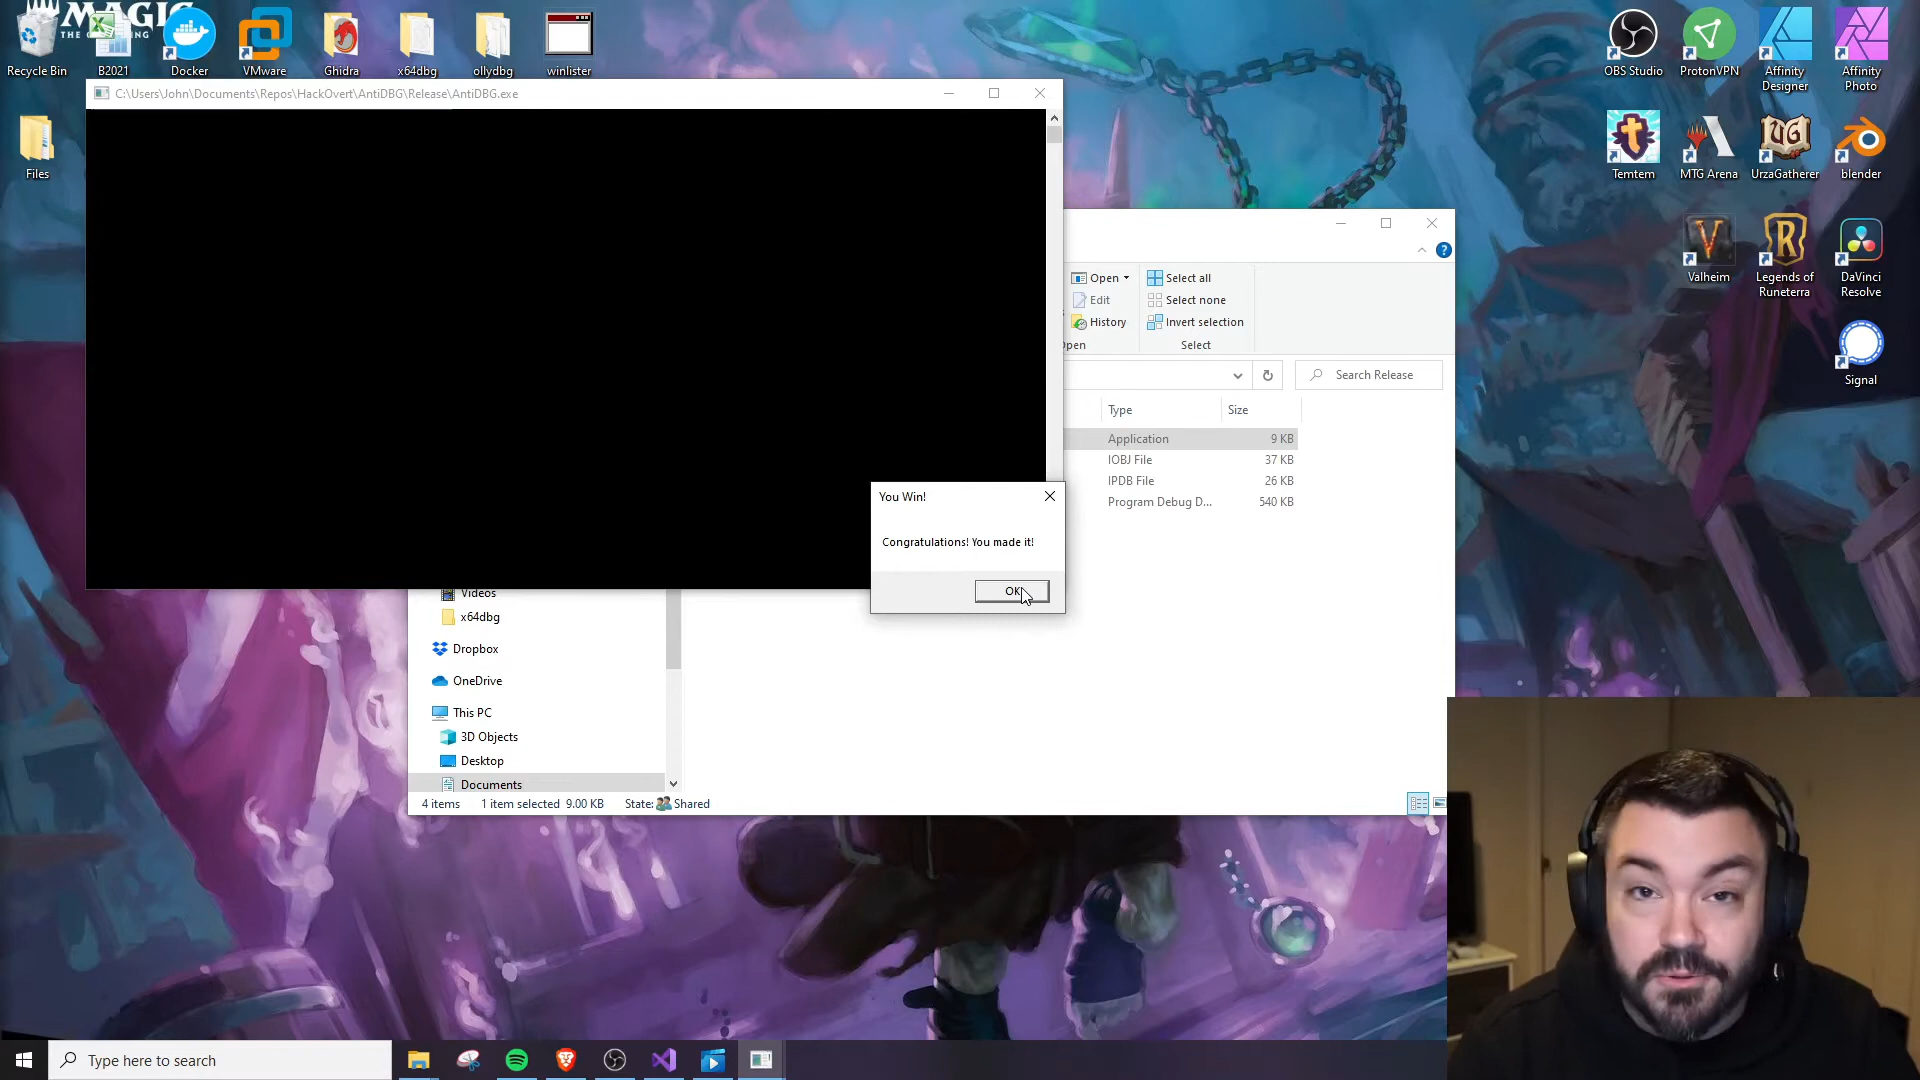 MAGIC
THE
Recycle Bin
B2021
Docker
VMware
Ghidra
x64dbg
ollydbg
winlister
OBS Studio
ProtonVPN
Affinity
Designer
Affinity
Photo
C:\Users\John\Documents\Repos\HackOvert\AntiDBG\Release\AntiDBG.exe
Files
Temtem
MTG Arena
UrzaGatherer
blender
Valheim
Legends of
Runeterra
DaVinci
Resolve
Signal
Open
Select all
Edit
Select none
History
Invert selection
Select
Search Release
Type
Size
Application
9 KB
IOBJ File
37 KB
IPDB File
26 KB
Program Debug D...
540 KB
You Win!
Congratulations! You made it!
OK
Videos
x64dbg
Dropbox
OneDrive
This PC
3D Objects
Desktop
Documents
4 items
1 item selected 9.00 KB
State:
Shared
Type here to search